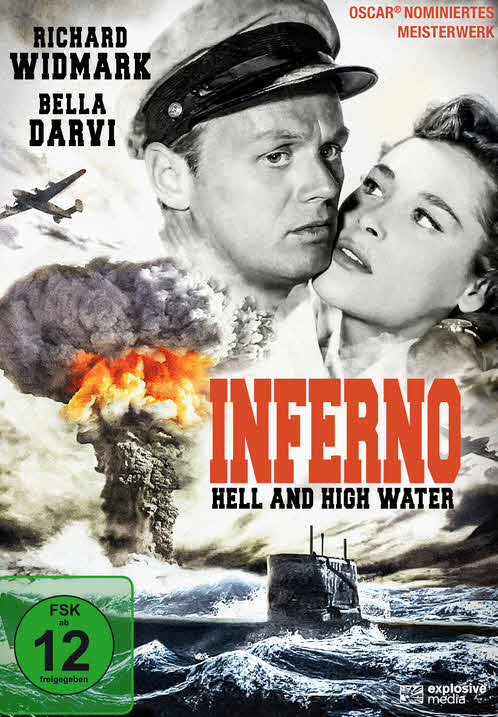 OSCAR® NOMINIERTES
MEISTERWERK
RICHARD
WIDMARK
BELLA
DARVI
INFERNO
HELL AND HIGH WATER
FSK
ab
12
freigegeben
explosive
media